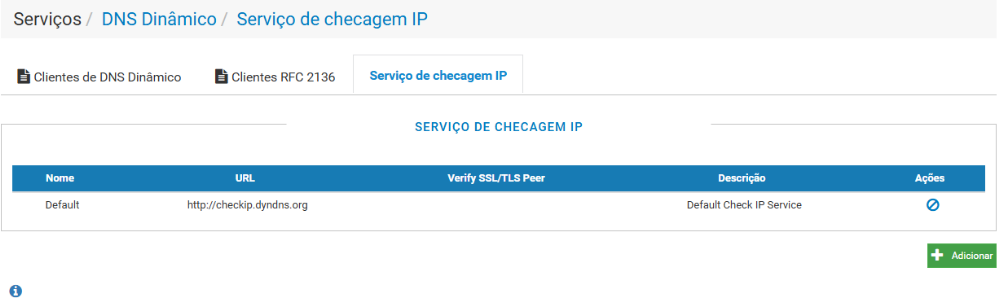 Serviços / DNS Dinâmico / Serviço de checagem IP
Clientes de DNS Dinâmico Clientes RFC 2136 Serviço de checagem IP
SERVIÇO DE CHECAGEM IP
Nome URL Verify SSL/TLS Peer Descrição Ações
Default http://checkip.dyndns.org Default Check IP Service
Adicionar